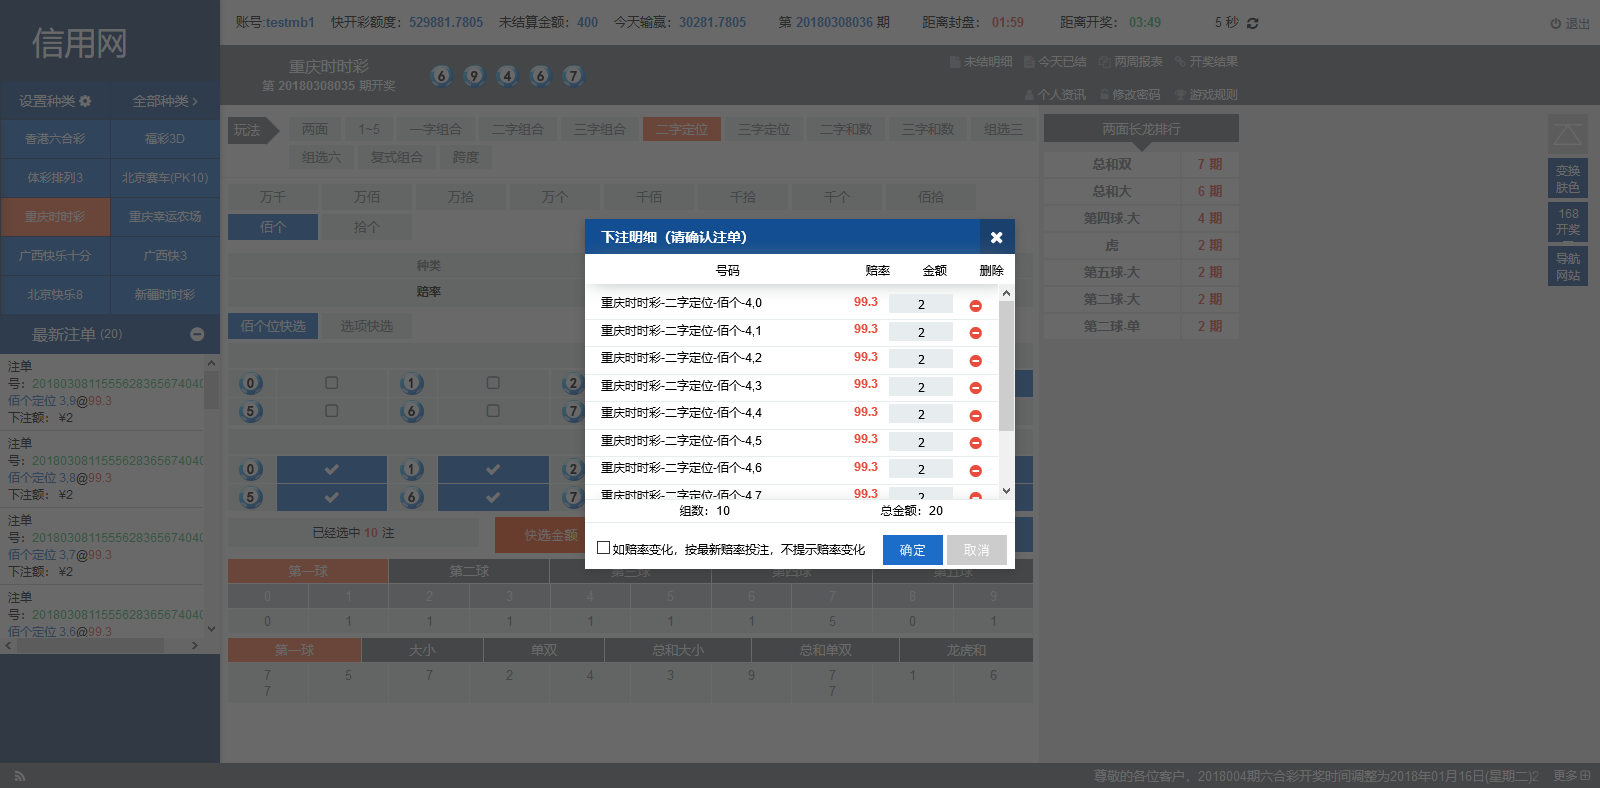 信用网
账号:testmb1 快开彩额度：529881.7805 未结算金额：400 今天输赢：30281.7805 第 20180308036 期 距离封盘：01:59 距离开奖：03:49 5 秒 退出
重庆时时彩
第 20180308035 期开奖
6 9 4 6 7
未结明细 今天已结 两周报表 开奖结果
个人资讯 修改密码 游戏规则
设置种类 全部种类
香港六合彩 福彩3D
体彩排列3 北京赛车(PK10)
重庆时时彩 重庆幸运农场
广西快乐十分 广西快3
北京快乐8 新疆时时彩
最新注单 (20)
注单
号：2018030811555628365674040
佰个定位 3,9@99.3
下注额： ¥2
注单
号：2018030811555628365674040
佰个定位 3,8@99.3
下注额： ¥2
注单
号：2018030811555628365674040
佰个定位 3,7@99.3
下注额： ¥2
注单
号：2018030811555628365674040
佰个定位 3,6@99.3
玩法 两面 1~5 一字组合 二字组合 三字组合 二字定位 三字定位 二字和数 三字和数 组选三
组选六 复式组合 跨度
万千 万佰 万拾 万个 千佰 千拾 千个 佰拾
佰个 拾个
种类
赔率
佰个位快选 选项快选
0 1 2
5 6 7
0 1 2
5 6 7
已经选中 10 注 快选金额
第一球 第二球 第三球 第四球 第五球
0 1 2 3 4 5 6 7 8 9
0 1 1 1 1 1 1 5 0 1
第一球 大小 单双 总和大小 总和单双 龙虎和
7 5 7 2 4 3 9 7 1 6
7 7
下注明细（请确认注单）
号码 赔率 金额 删除
重庆时时彩-二字定位-佰个-4,0 99.3 2
重庆时时彩-二字定位-佰个-4,1 99.3 2
重庆时时彩-二字定位-佰个-4,2 99.3 2
重庆时时彩-二字定位-佰个-4,3 99.3 2
重庆时时彩-二字定位-佰个-4,4 99.3 2
重庆时时彩-二字定位-佰个-4,5 99.3 2
重庆时时彩-二字定位-佰个-4,6 99.3 2
重庆时时彩-二字定位-佰个-4,7 99.3 2
组数：10 总金额：20
如赔率变化，按最新赔率投注，不提示赔率变化 确定 取消
两面长龙排行
总和双 7 期
总和大 6 期
第四球-大 4 期
虎 2 期
第五球-大 2 期
第二球-大 2 期
第二球-单 2 期
变换
肤色
168
开奖
导航
网站
尊敬的各位客户，2018004期六合彩开奖时间调整为2018年01月16日(星期二)2 更多